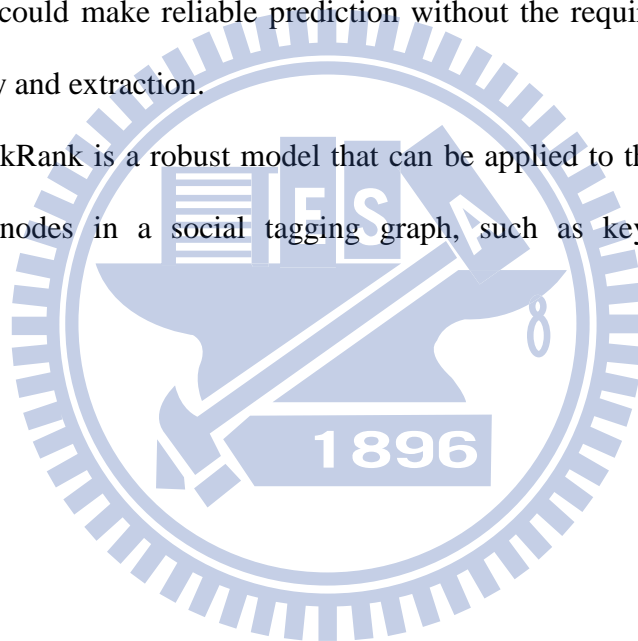 could make reliable prediction without the requi
y and extraction.
kRank is a robust model that can be applied to th
nodes in a social tagging graph, such as key
E S A
8
1896